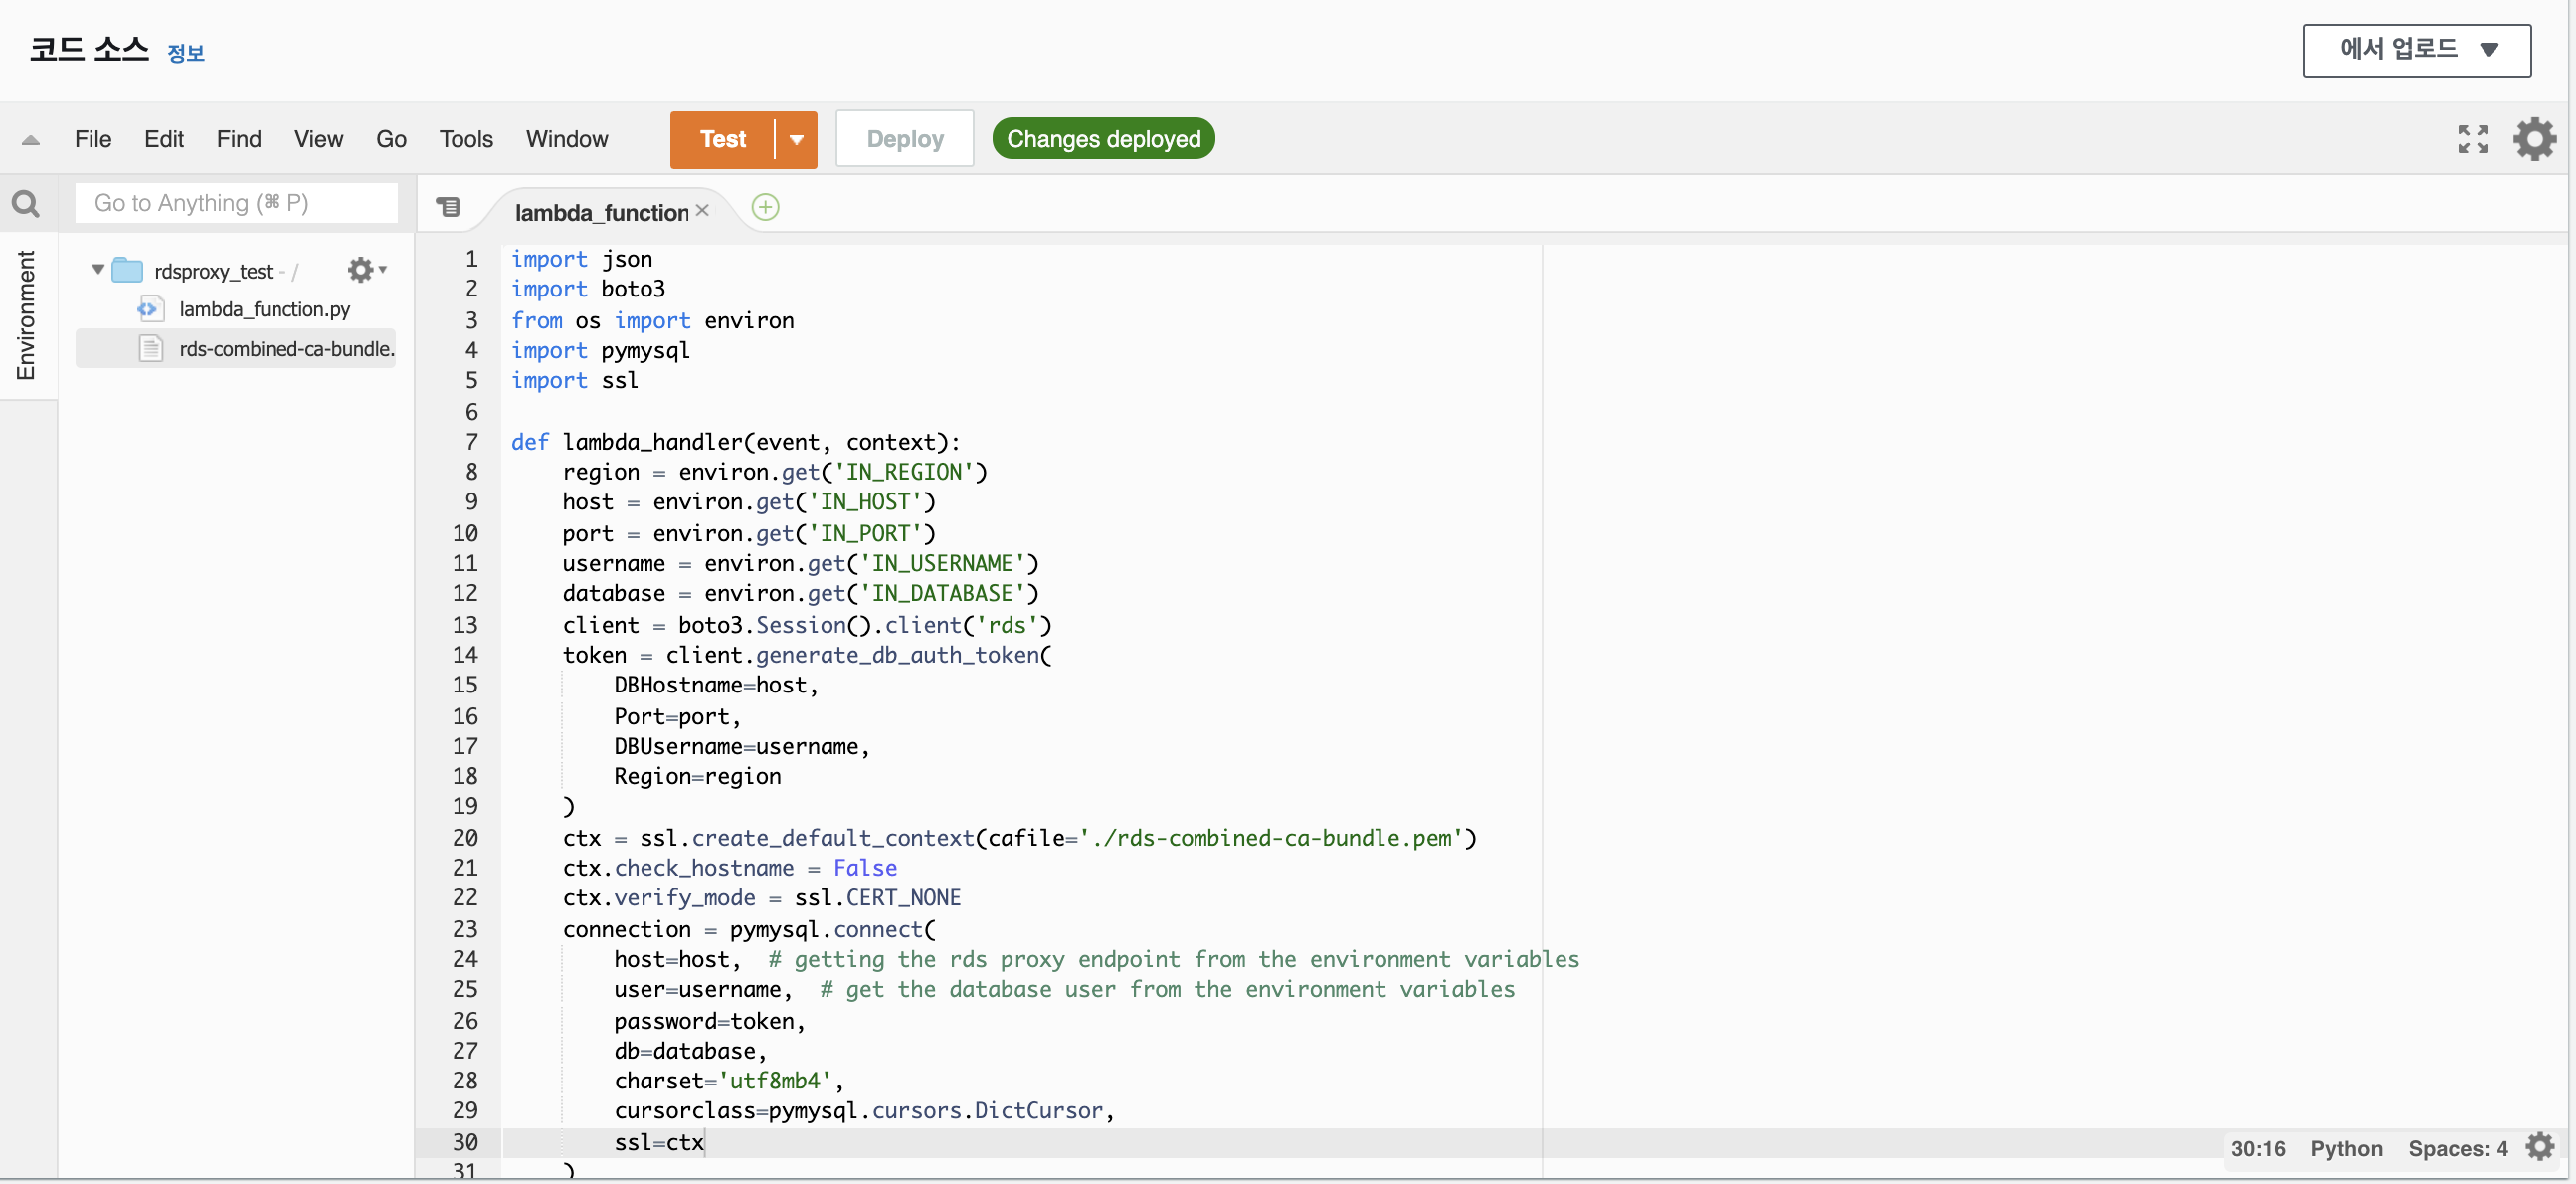 코드 소스 정보
에서 업로드
File Edit Find View Go Tools Window Test Deploy Changes deployed
Go to Anything (⌘ P)
lambda_function
Environment
rdsproxy_test - /
lambda_function.py
rds-combined-ca-bundle.
1 import json
2 import boto3
3 from os import environ
4 import pymysql
5 import ssl
6
7 def lambda_handler(event, context):
8     region = environ.get('IN_REGION')
9     host = environ.get('IN_HOST')
10     port = environ.get('IN_PORT')
11     username = environ.get('IN_USERNAME')
12     database = environ.get('IN_DATABASE')
13     client = boto3.Session().client('rds')
14     token = client.generate_db_auth_token(
15         DBHostname=host,
16         Port=port,
17         DBUsername=username,
18         Region=region
19     )
20     ctx = ssl.create_default_context(cafile='./rds-combined-ca-bundle.pem')
21     ctx.check_hostname = False
22     ctx.verify_mode = ssl.CERT_NONE
23     connection = pymysql.connect(
24         host=host,  # getting the rds proxy endpoint from the environment variables
25         user=username,  # get the database user from the environment variables
26         password=token,
27         db=database,
28         charset='utf8mb4',
29         cursorclass=pymysql.cursors.DictCursor,
30         ssl=ctx
31     )
30:16 Python Spaces: 4